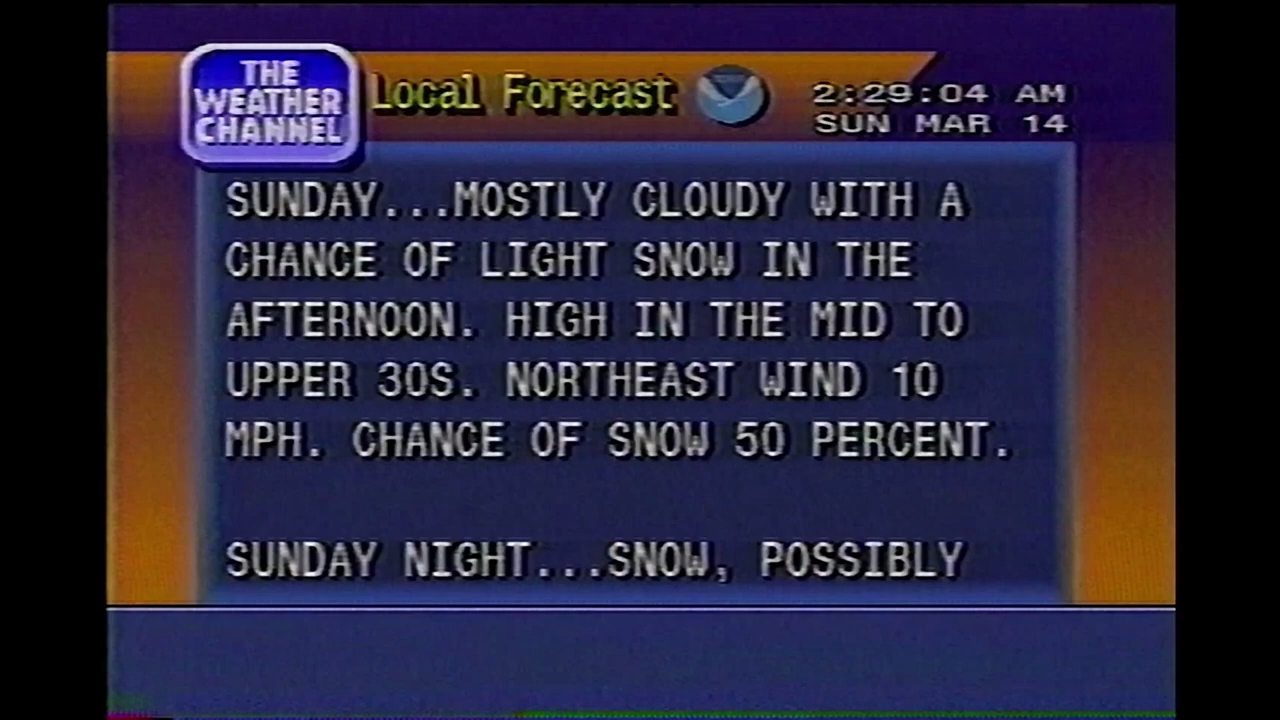 THE
WEATHER
CHANNEL
Local Forecast
2:29:04 AM
SUN MAR 14
SUNDAY...MOSTLY CLOUDY WITH A
CHANCE OF LIGHT SNOW IN THE
AFTERNOON. HIGH IN THE MID TO
UPPER 30S. NORTHEAST WIND 10
MPH. CHANCE OF SNOW 50 PERCENT.
SUNDAY NIGHT...SNOW, POSSIBLY